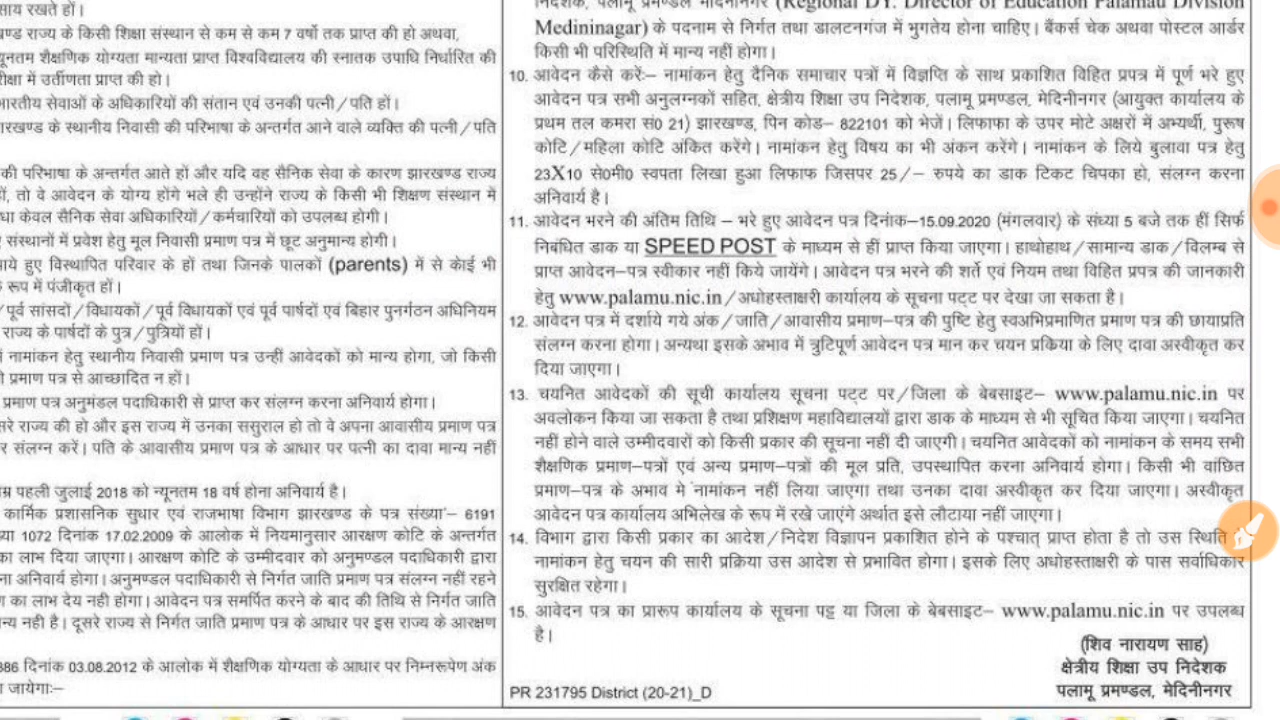 साय रखते हों।
खण्ड राज्य के किसी शिक्षा संस्थान से कम से कम 7 वर्षो तक प्राप्त की हो अथवा,
यूनतम शैक्षणिक योग्यता मान्यता प्राप्त विश्वविद्यालय की स्नातक उपाधि निर्धारित की
रीक्षा में उर्तीणता प्राप्त की हो।
भारतीय सेवाओं के अधिकारियों की संतान एवं उनकी पत्नी/पति हों।
ारखण्ड के स्थानीय निवासी की परिभाषा के अन्तर्गत आने वाले व्यक्ति की पत्नी/पति
की परिभाषा के अन्तर्गत आते हों और यदि वह सैनिक सेवा के कारण झारखण्ड राज्य
हों, तो वे आवेदन के योग्य होंगे भले ही उन्होंने राज्य के किसी भी शिक्षण संस्थान में
धा केवल सैनिक सेवा अधिकारियों/कर्मचारियों को उपलब्ध होगी।
ए संस्थानों में प्रवेश हेतु मूल निवासी प्रमाण पत्र में छूट अनुमान्य होगी।
ाये हुए विस्थापित परिवार के हों तथा जिनके पालकों (parents) में से कोई भी
के रूप में पंजीकृत हों।
/पूर्व सांसदों/विधायकों/पूर्व विधायकों एवं पूर्व पार्षदों एवं बिहार पुनर्गठन अधिनियम
राज्य के पार्षदों के पुत्र/पुत्रियों हों।
में नामांकन हेतु स्थानीय निवासी प्रमाण पत्र उन्हीं आवेदकों को मान्य होगा, जो किसी
ी प्रमाण पत्र से आच्छादित न हों।
प्रमाण पत्र अनुमंडल पदाधिकारी से प्राप्त कर संलग्न करना अनिवार्य होगा।
सरे राज्य की हो और इस राज्य में उनका ससुराल हो तो वे अपना आवासीय प्रमाण पत्र
र संलग्न करें। पति के आवासीय प्रमाण पत्र के आधार पर पत्नी का दावा मान्य नहीं
म्र पहली जुलाई 2018 को न्यूनतम 18 वर्ष होना अनिवार्य है।
कार्मिक प्रशासनिक सुधार एवं राजभाषा विभाग झारखण्ड के पत्र संख्या– 6191
ख्या 1072 दिनांक 17.02.2009 के आलोक में नियमानुसार आरक्षण कोटि के अन्तर्गत
का लाभ दिया जाएगा। आरक्षण कोटि के उम्मीदवार को अनुमण्डल पदाधिकारी द्वारा
ना अनिवार्य होगा। अनुमण्डल पदाधिकारी से निर्गत जाति प्रमाण पत्र संलग्न नहीं रहने
ण का लाभ देय नही होगा। आवेदन पत्र समर्पित करने के बाद की तिथि से निर्गत जाति
न्य नही है। दूसरे राज्य से निर्गत जाति प्रमाण पत्र के आधार पर इस राज्य के आरक्षण
386 दिनांक 03.08.2012 के आलोक में शैक्षणिक योग्यता के आधार पर निम्नरूपेण अंक
ा जायेगाः–
निदेशक, पलामू प्रमण्डल मेदिनीनगर (Regional DY. Director of Education Palamau Division
Medininagar) के पदनाम से निर्गत तथा डालटनगंज में भुगतेय होना चाहिए। बैंकर्स चेक अथवा पोस्टल आर्डर
किसी भी परिस्थिति में मान्य नहीं होगा।
10. आवेदन कैसे करेंः– नामांकन हेतु दैनिक समाचार पत्रों में विज्ञप्ति के साथ प्रकाशित विहित प्रपत्र में पूर्ण भरे हुए
आवेदन पत्र सभी अनुलग्नकों सहित, क्षेत्रीय शिक्षा उप निदेशक, पलामू प्रमण्डल, मेदिनीनगर (आयुक्त कार्यालय के
प्रथम तल कमरा सं0 21) झारखण्ड, पिन कोड– 822101 को भेजें। लिफाफा के उपर मोटे अक्षरों में अभ्यर्थी, पुरूष
कोटि/महिला कोटि अंकित करेंगे। नामांकन हेतु विषय का भी अंकन करेंगे। नामांकन के लिये बुलावा पत्र हेतु
23X10 से0मी0 स्वपता लिखा हुआ लिफाफ जिसपर 25/– रुपये का डाक टिकट चिपका हो, संलग्न करना
अनिवार्य है।
11. आवेदन भरने की अंतिम तिथि – भरे हुए आवेदन पत्र दिनांक–15.09.2020 (मंगलवार) के संध्या 5 बजे तक हीं सिर्फ
निबंधित डाक या SPEED POST के माध्यम से हीं प्राप्त किया जाएगा। हाथोहाथ/सामान्य डाक/विलम्ब से
प्राप्त आवेदन–पत्र स्वीकार नहीं किये जायेंगे। आवेदन पत्र भरने की शर्ते एवं नियम तथा विहित प्रपत्र की जानकारी
हेतु www.palamu.nic.in/अधोहस्ताक्षरी कार्यालय के सूचना पट्ट पर देखा जा सकता है।
12. आवेदन पत्र में दर्शाये गये अंक/जाति/आवासीय प्रमाण–पत्र की पुष्टि हेतु स्वअभिप्रमाणित प्रमाण पत्र की छायाप्रति
संलग्न करना होगा। अन्यथा इसके अभाव में त्रुटिपूर्ण आवेदन पत्र मान कर चयन प्रकिया के लिए दावा अस्वीकृत कर
दिया जाएगा।
13. चयनित आवेदकों की सूची कार्यालय सूचना पट्ट पर/जिला के बेबसाइट– www.palamu.nic.in पर
अवलोकन किया जा सकता है तथा प्रशिक्षण महाविद्यालयों द्वारा डाक के माध्यम से भी सूचित किया जाएगा। चयनित
नहीं होने वाले उम्मीदवारों को किसी प्रकार की सूचना नहीं दी जाएगी। चयनित आवेदकों को नामांकन के समय सभी
शैक्षणिक प्रमाण–पत्रों एवं अन्य प्रमाण–पत्रों की मूल प्रति, उपस्थापित करना अनिवार्य होगा। किसी भी वांछित
प्रमाण–पत्र के अभाव मे नामांकन नहीं लिया जाएगा तथा उनका दावा अस्वीकृत कर दिया जाएगा। अस्वीकृत
आवेदन पत्र कार्यालय अभिलेख के रूप में रखे जाएंगे अर्थात इसे लौटाया नहीं जाएगा।
14. विभाग द्वारा किसी प्रकार का आदेश/निदेश विज्ञापन प्रकाशित होने के पश्चात् प्राप्त होता है तो उस स्थिति
नामांकन हेतु चयन की सारी प्रक्रिया उस आदेश से प्रभावित होगा। इसके लिए अधोहस्ताक्षरी के पास सर्वाधिकार
सुरक्षित रहेगा।
15. आवेदन पत्र का प्रारूप कार्यालय के सूचना पट्ट या जिला के बेबसाइट– www.palamu.nic.in पर उपलब्ध
है।
(शिव नारायण साह)
क्षेत्रीय शिक्षा उप निदेशक
पलामू प्रमण्डल, मेदिनीनगर
PR 231795 District (20-21)_D